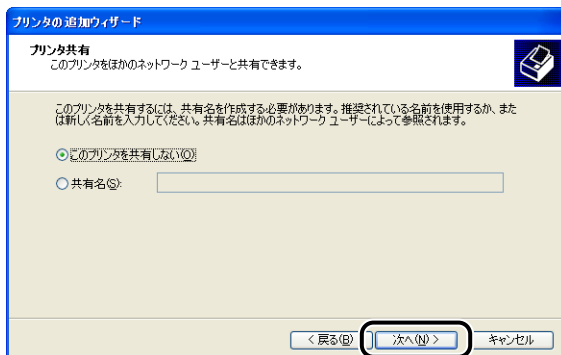 プリンタの追加ウィザード
プリンタ共有
このプリンタをほかのネットワーク ユーザーと共有できます。
このプリンタを共有するには、共有名を作成する必要があります。推奨されている名前を使用するか、また
は新しく名前を入力してください。共有名はほかのネットワーク ユーザーによって参照されます。
このプリンタを共有しない(O)
共有名(S):
< 戻る(B) 次へ(N) > キャンセル